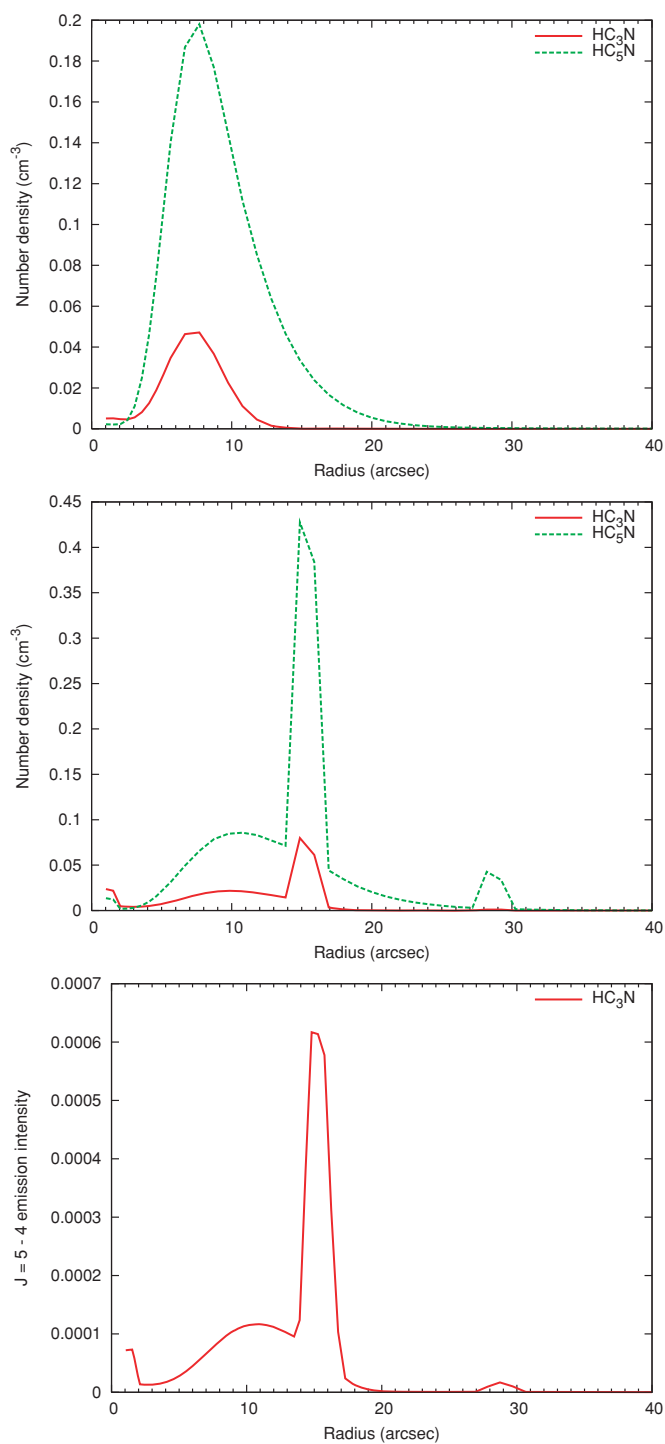 0.2
0.18
0.16
0.14
0.12
0.1
0.08
0.06
0.04
0.02
0
Number density (cm⁻³)
HC₃N
HC₅N
0 10 20 30 40
Radius (arcsec)
0.45
0.4
0.35
0.3
0.25
0.2
0.15
0.1
0.05
0
Number density (cm⁻³)
HC₃N
HC₅N
0 10 20 30 40
Radius (arcsec)
0.0007
0.0006
0.0005
0.0004
0.0003
0.0002
0.0001
0
J = 5 - 4 emission intensity
HC₃N
0 10 20 30 40
Radius (arcsec)